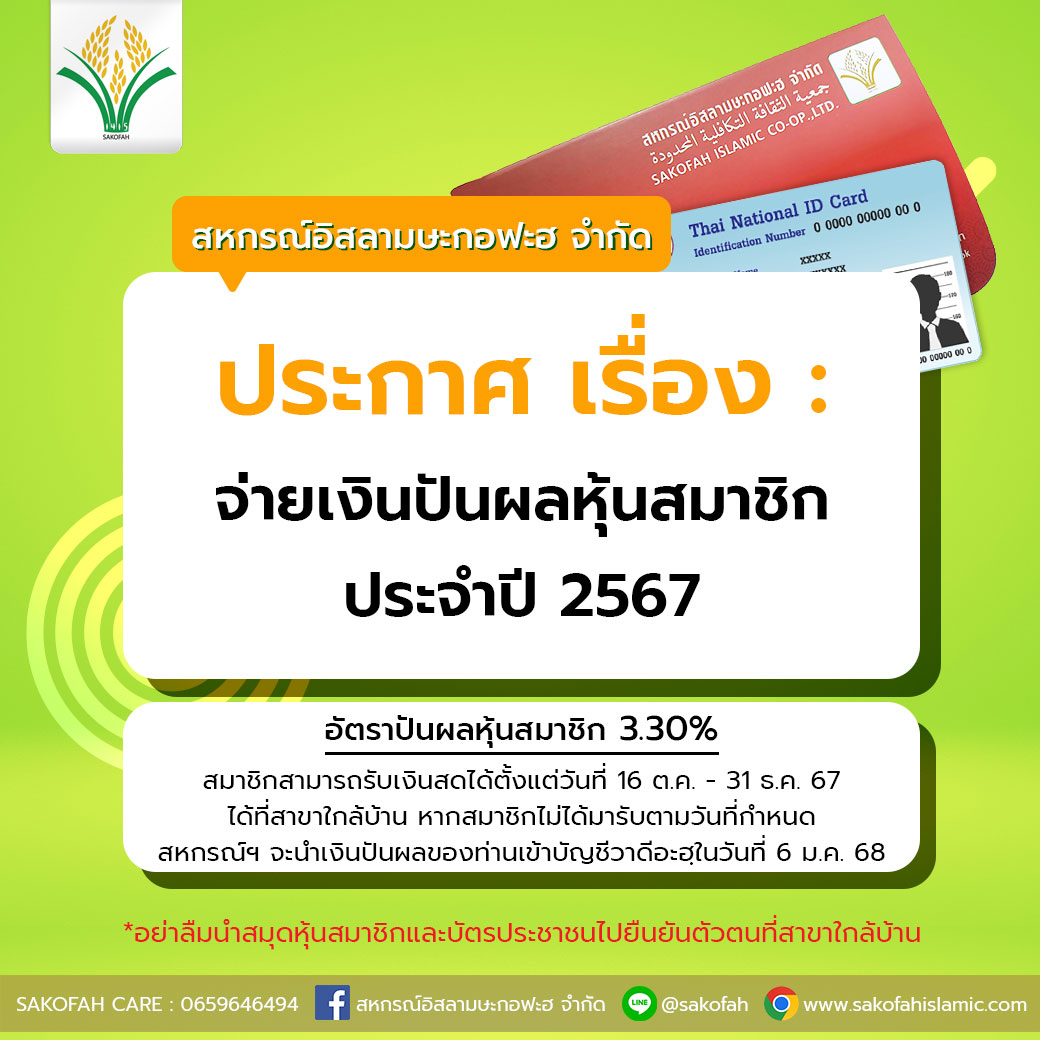 1415
SAKOFAH
สหกรณ์อิสลามษะกอฟะฮ จำกัด
جمعية الثقافة التكافلية المحدودة
SAKOFAH ISLAMIC CO-OP.,LTD.
Thai National ID Card
Identification Number 0 0000 00000 00 0
Name xxxxx
xxxxx
180
170
160
00000 00 0
สหกรณ์อิสลามษะกอฟะฮ จำกัด
ประกาศ เรื่อง :
จ่ายเงินปันผลหุ้นสมาชิก
ประจำปี 2567
อัตราปันผลหุ้นสมาชิก 3.30%
สมาชิกสามารถรับเงินสดได้ตั้งแต่วันที่ 16 ต.ค. - 31 ธ.ค. 67
ได้ที่สาขาใกล้บ้าน หากสมาชิกไม่ได้มารับตามวันที่กำหนด
สหกรณ์ฯ จะนำเงินปันผลของท่านเข้าบัญชีวาดีอะฮฺในวันที่ 6 ม.ค. 68
*อย่าลืมนำสมุดหุ้นสมาชิกและบัตรประชาชนไปยืนยันตัวตนที่สาขาใกล้บ้าน
SAKOFAH CARE : 0659646494 สหกรณ์อิสลามษะกอฟะฮ จำกัด LINE @sakofah www.sakofahislamic.com